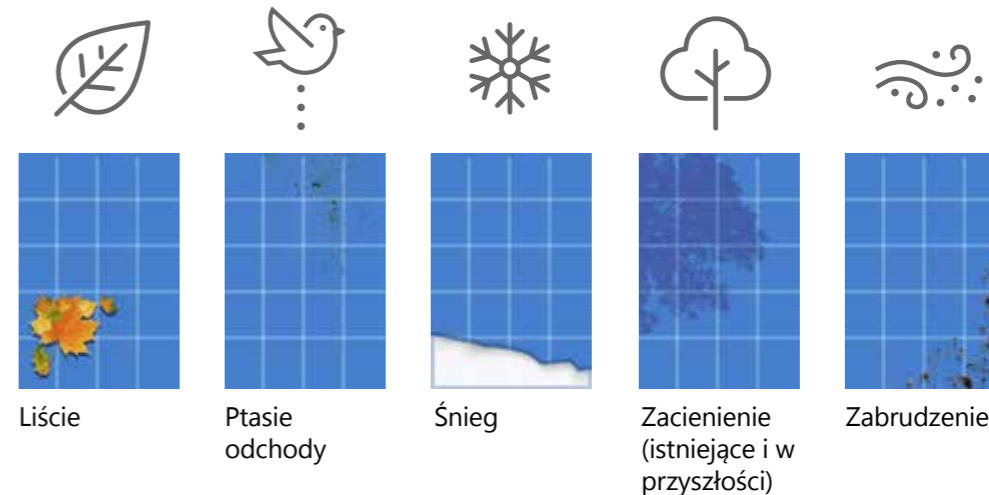 Liście
Ptasie
odchody
Śnieg
Zacienienie
(istniejące i w
przyszłości)
Zabrudzenie